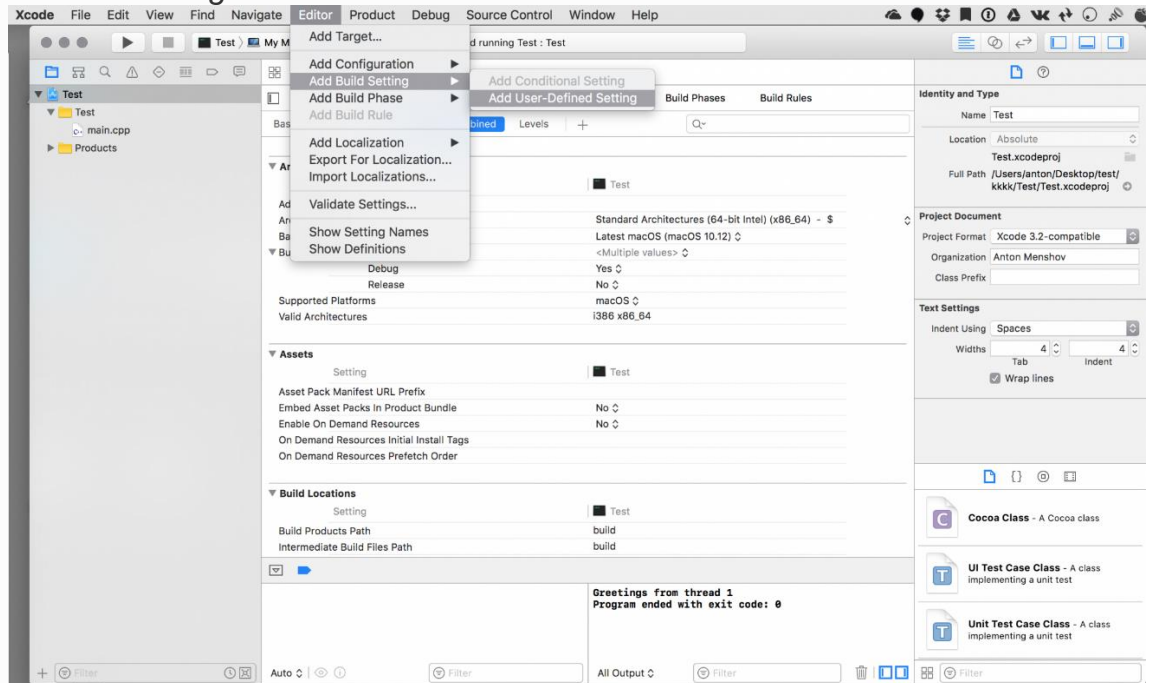 Xcode File Edit View Find Navigate Editor Product Debug Source Control Window Help
Test My M
d running Test : Test
Add Target...
Add Configuration
Add Build Setting
Add Build Phase
Add Build Rule
Add Localization
Export For Localization...
Import Localizations...
Validate Settings...
Show Setting Names
Show Definitions
Add Conditional Setting
Add User-Defined Setting
Test
Test
main.cpp
Products
Bas
bined Levels +
Build Phases Build Rules
Ar
Test
Ad
Ar Standard Architectures (64-bit Intel) (x86_64) - $
Ba Latest macOS (macOS 10.12)
Bu <Multiple values>
Debug Yes
Release No
Supported Platforms macOS
Valid Architectures i386 x86_64
Assets
Setting Test
Asset Pack Manifest URL Prefix
Embed Asset Packs In Product Bundle No
Enable On Demand Resources No
On Demand Resources Initial Install Tags
On Demand Resources Prefetch Order
Build Locations
Setting Test
Build Products Path build
Intermediate Build Files Path build
Greetings from thread 1
Program ended with exit code: 0
+ Filter
Auto Filter
All Output Filter
Identity and Type
Name Test
Location Absolute
Test.xcodeproj
Full Path /Users/anton/Desktop/test/
kkkk/Test/Test.xcodeproj
Project Document
Project Format Xcode 3.2-compatible
Organization Anton Menshov
Class Prefix
Text Settings
Indent Using Spaces
Widths 4 4
Tab Indent
Wrap lines
{}
C Cocoa Class - A Cocoa class
T UI Test Case Class - A class
implementing a unit test
T Unit Test Case Class - A class
implementing a unit test
Filter